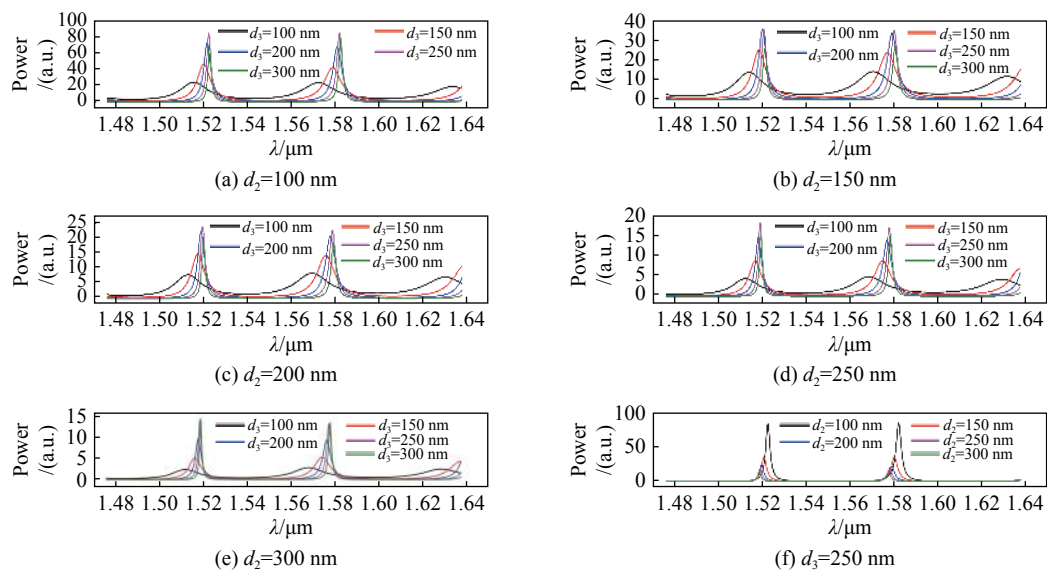 Power
/(a.u.)
100
80
60
40
20
0
d3=100 nm
d3=150 nm
d3=200 nm
d3=250 nm
d3=300 nm
1.48 1.50 1.52 1.54 1.56 1.58 1.60 1.62 1.64
λ/μm
(a) d2=100 nm
Power
/(a.u.)
40
30
20
10
0
d3=100 nm
d3=150 nm
d3=200 nm
d3=250 nm
d3=300 nm
1.48 1.50 1.52 1.54 1.56 1.58 1.60 1.62 1.64
λ/μm
(b) d2=150 nm
Power
/(a.u.)
25
20
15
10
5
0
d3=100 nm
d3=150 nm
d3=200 nm
d3=250 nm
d3=300 nm
1.48 1.50 1.52 1.54 1.56 1.58 1.60 1.62 1.64
λ/μm
(c) d2=200 nm
Power
/(a.u.)
20
15
10
5
0
d3=100 nm
d3=150 nm
d3=200 nm
d3=250 nm
d3=300 nm
1.48 1.50 1.52 1.54 1.56 1.58 1.60 1.62 1.64
λ/μm
(d) d2=250 nm
Power
/(a.u.)
15
10
5
0
d3=100 nm
d3=150 nm
d3=200 nm
d3=250 nm
d3=300 nm
1.48 1.50 1.52 1.54 1.56 1.58 1.60 1.62 1.64
λ/μm
(e) d2=300 nm
Power
/(a.u.)
100
50
0
d2=100 nm
d2=150 nm
d2=200 nm
d2=250 nm
d2=300 nm
1.48 1.50 1.52 1.54 1.56 1.58 1.60 1.62 1.64
λ/μm
(f) d3=250 nm